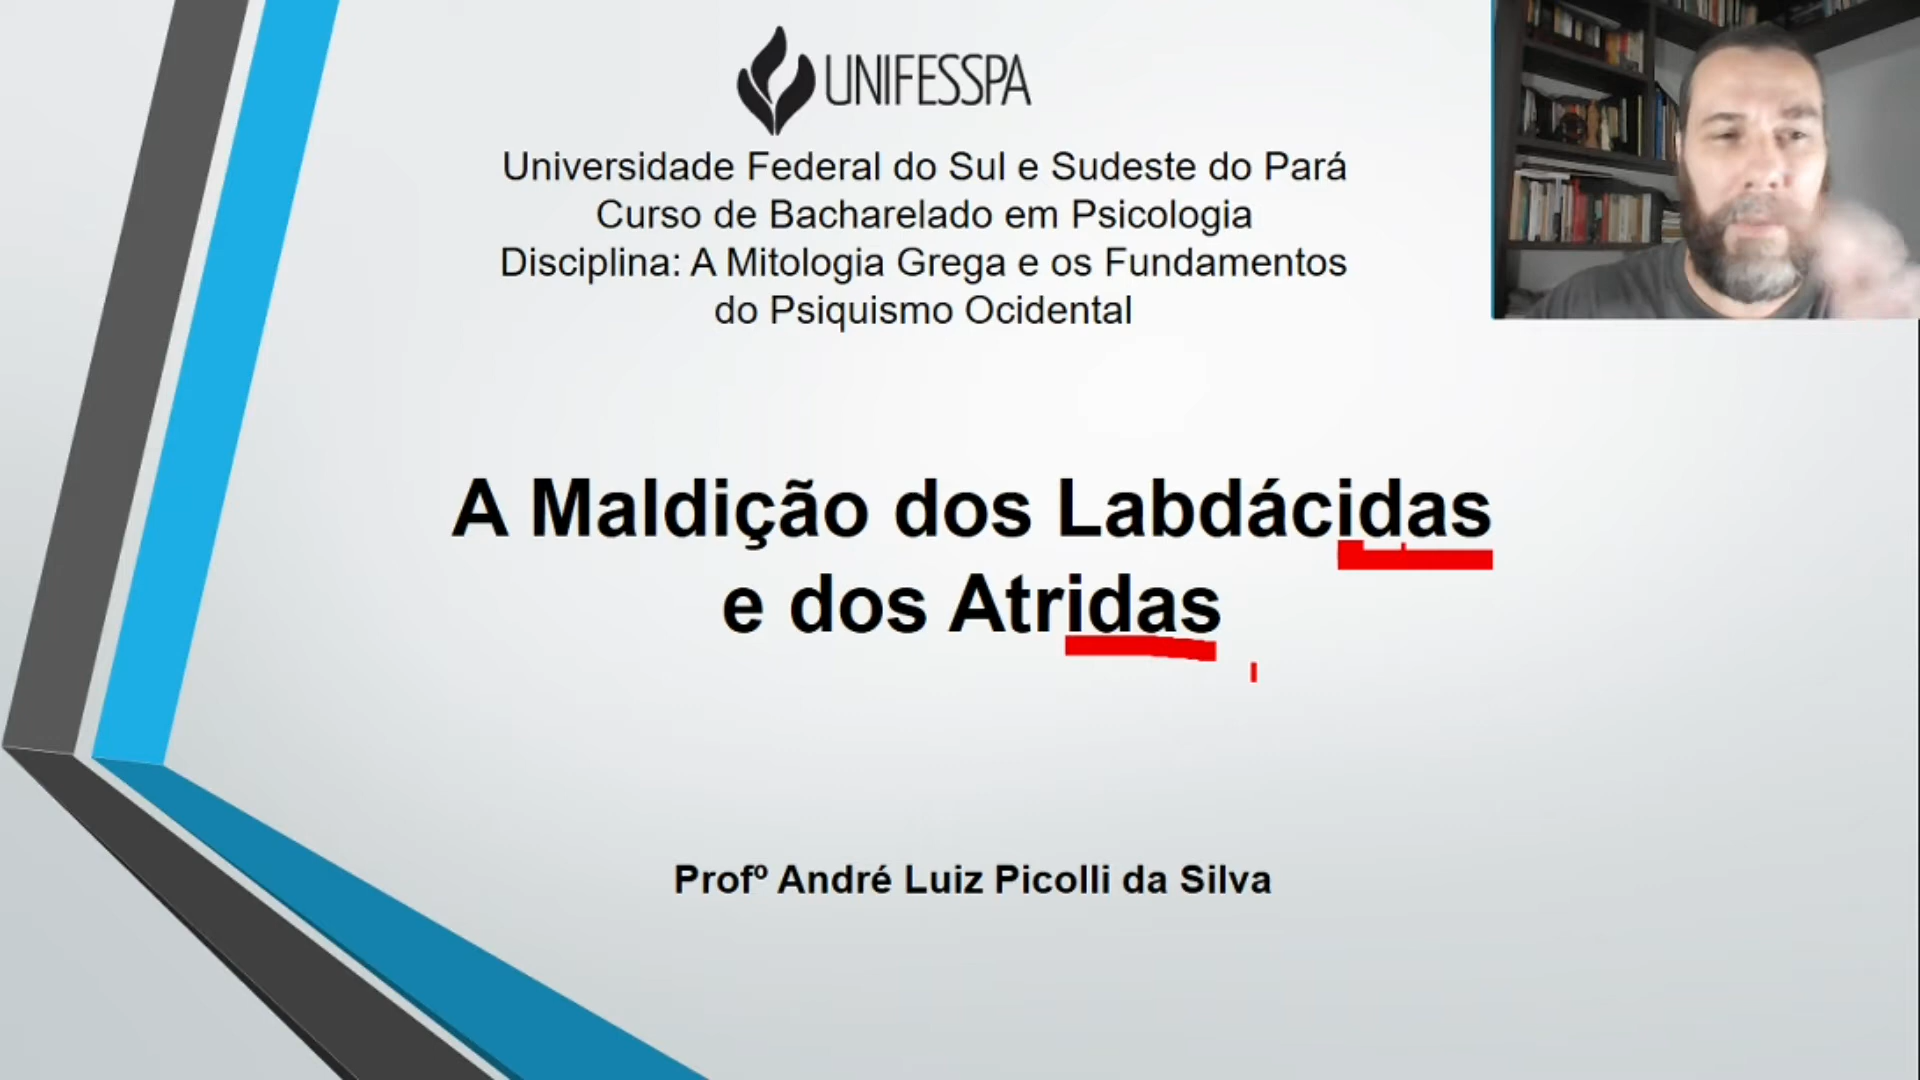 UNIFESSPA
Universidade Federal do Sul e Sudeste do Pará
Curso de Bacharelado em Psicologia
Disciplina: A Mitologia Grega e os Fundamentos
do Psiquismo Ocidental
A Maldição dos Labdácidas
e dos Atridas
Profº André Luiz Picolli da Silva